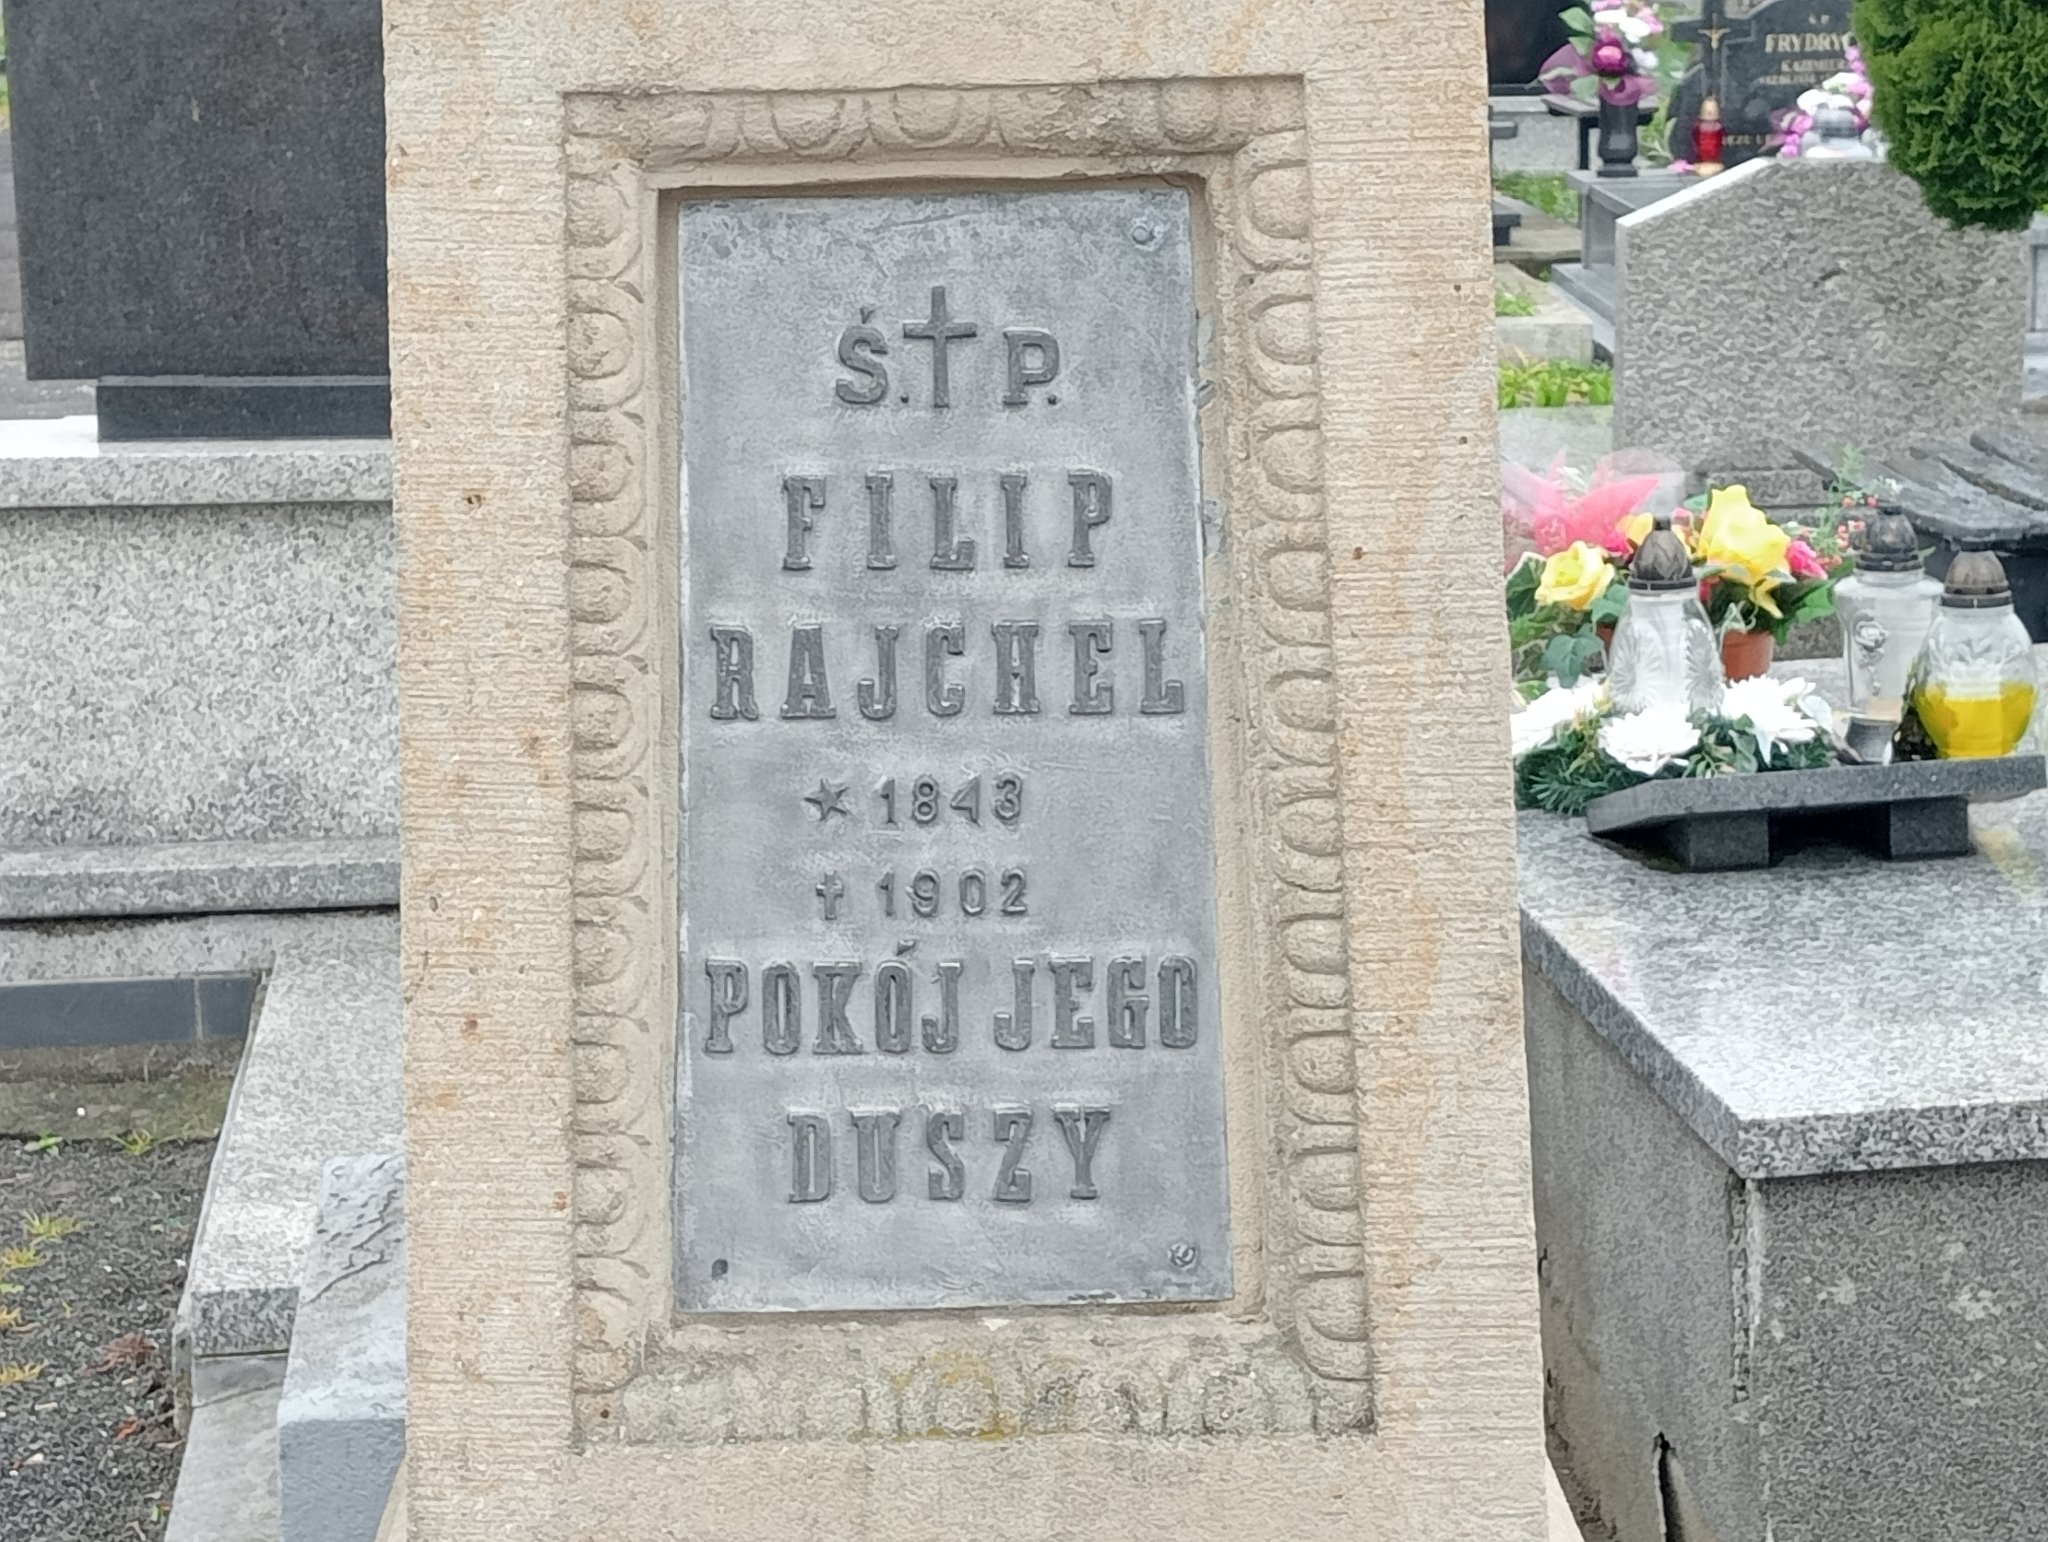 Ś. ✝ P.
FILIP
RAJCHEL
★ 1843
✝ 1902
POKÓJ JEGO
DUSZY